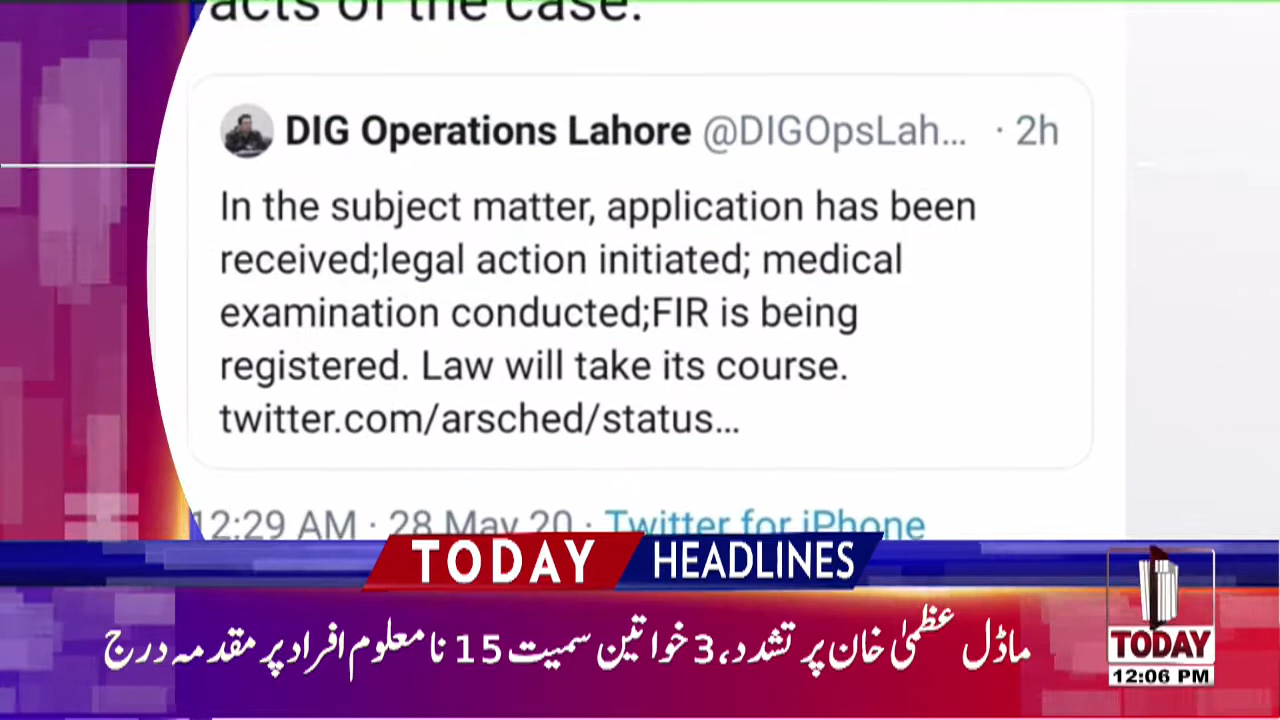 acts of the case.
DIG Operations Lahore @DIGOpsLah... · 2h
In the subject matter, application has been
received;legal action initiated; medical
examination conducted;FIR is being
registered. Law will take its course.
twitter.com/arsched/status...
12:29 AM · 28 May 20 · Twitter for iPhone
TODAY HEADLINES
ماڈل عظمیٰ خان پر تشدد، 3 خواتین سمیت 15 نامعلوم افراد پر مقدمہ درج
TODAY
12:06 PM